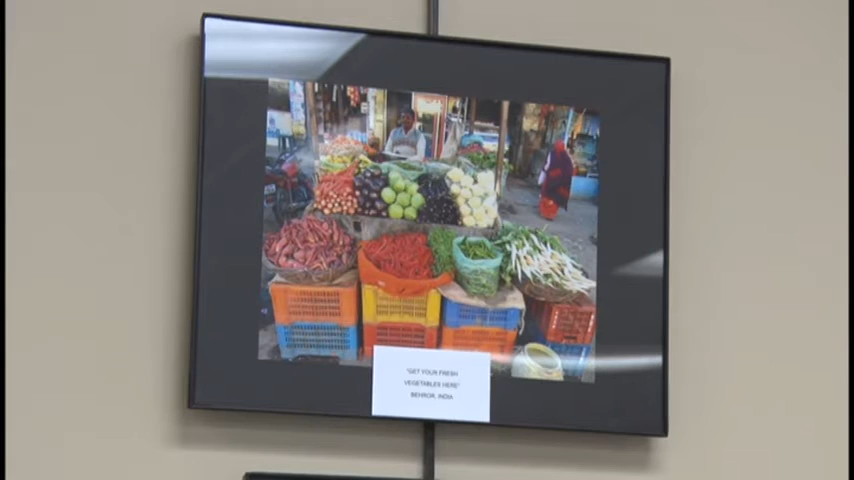 "GET YOUR FRESH
VEGETABLES HERE"
BEHROR, INDIA